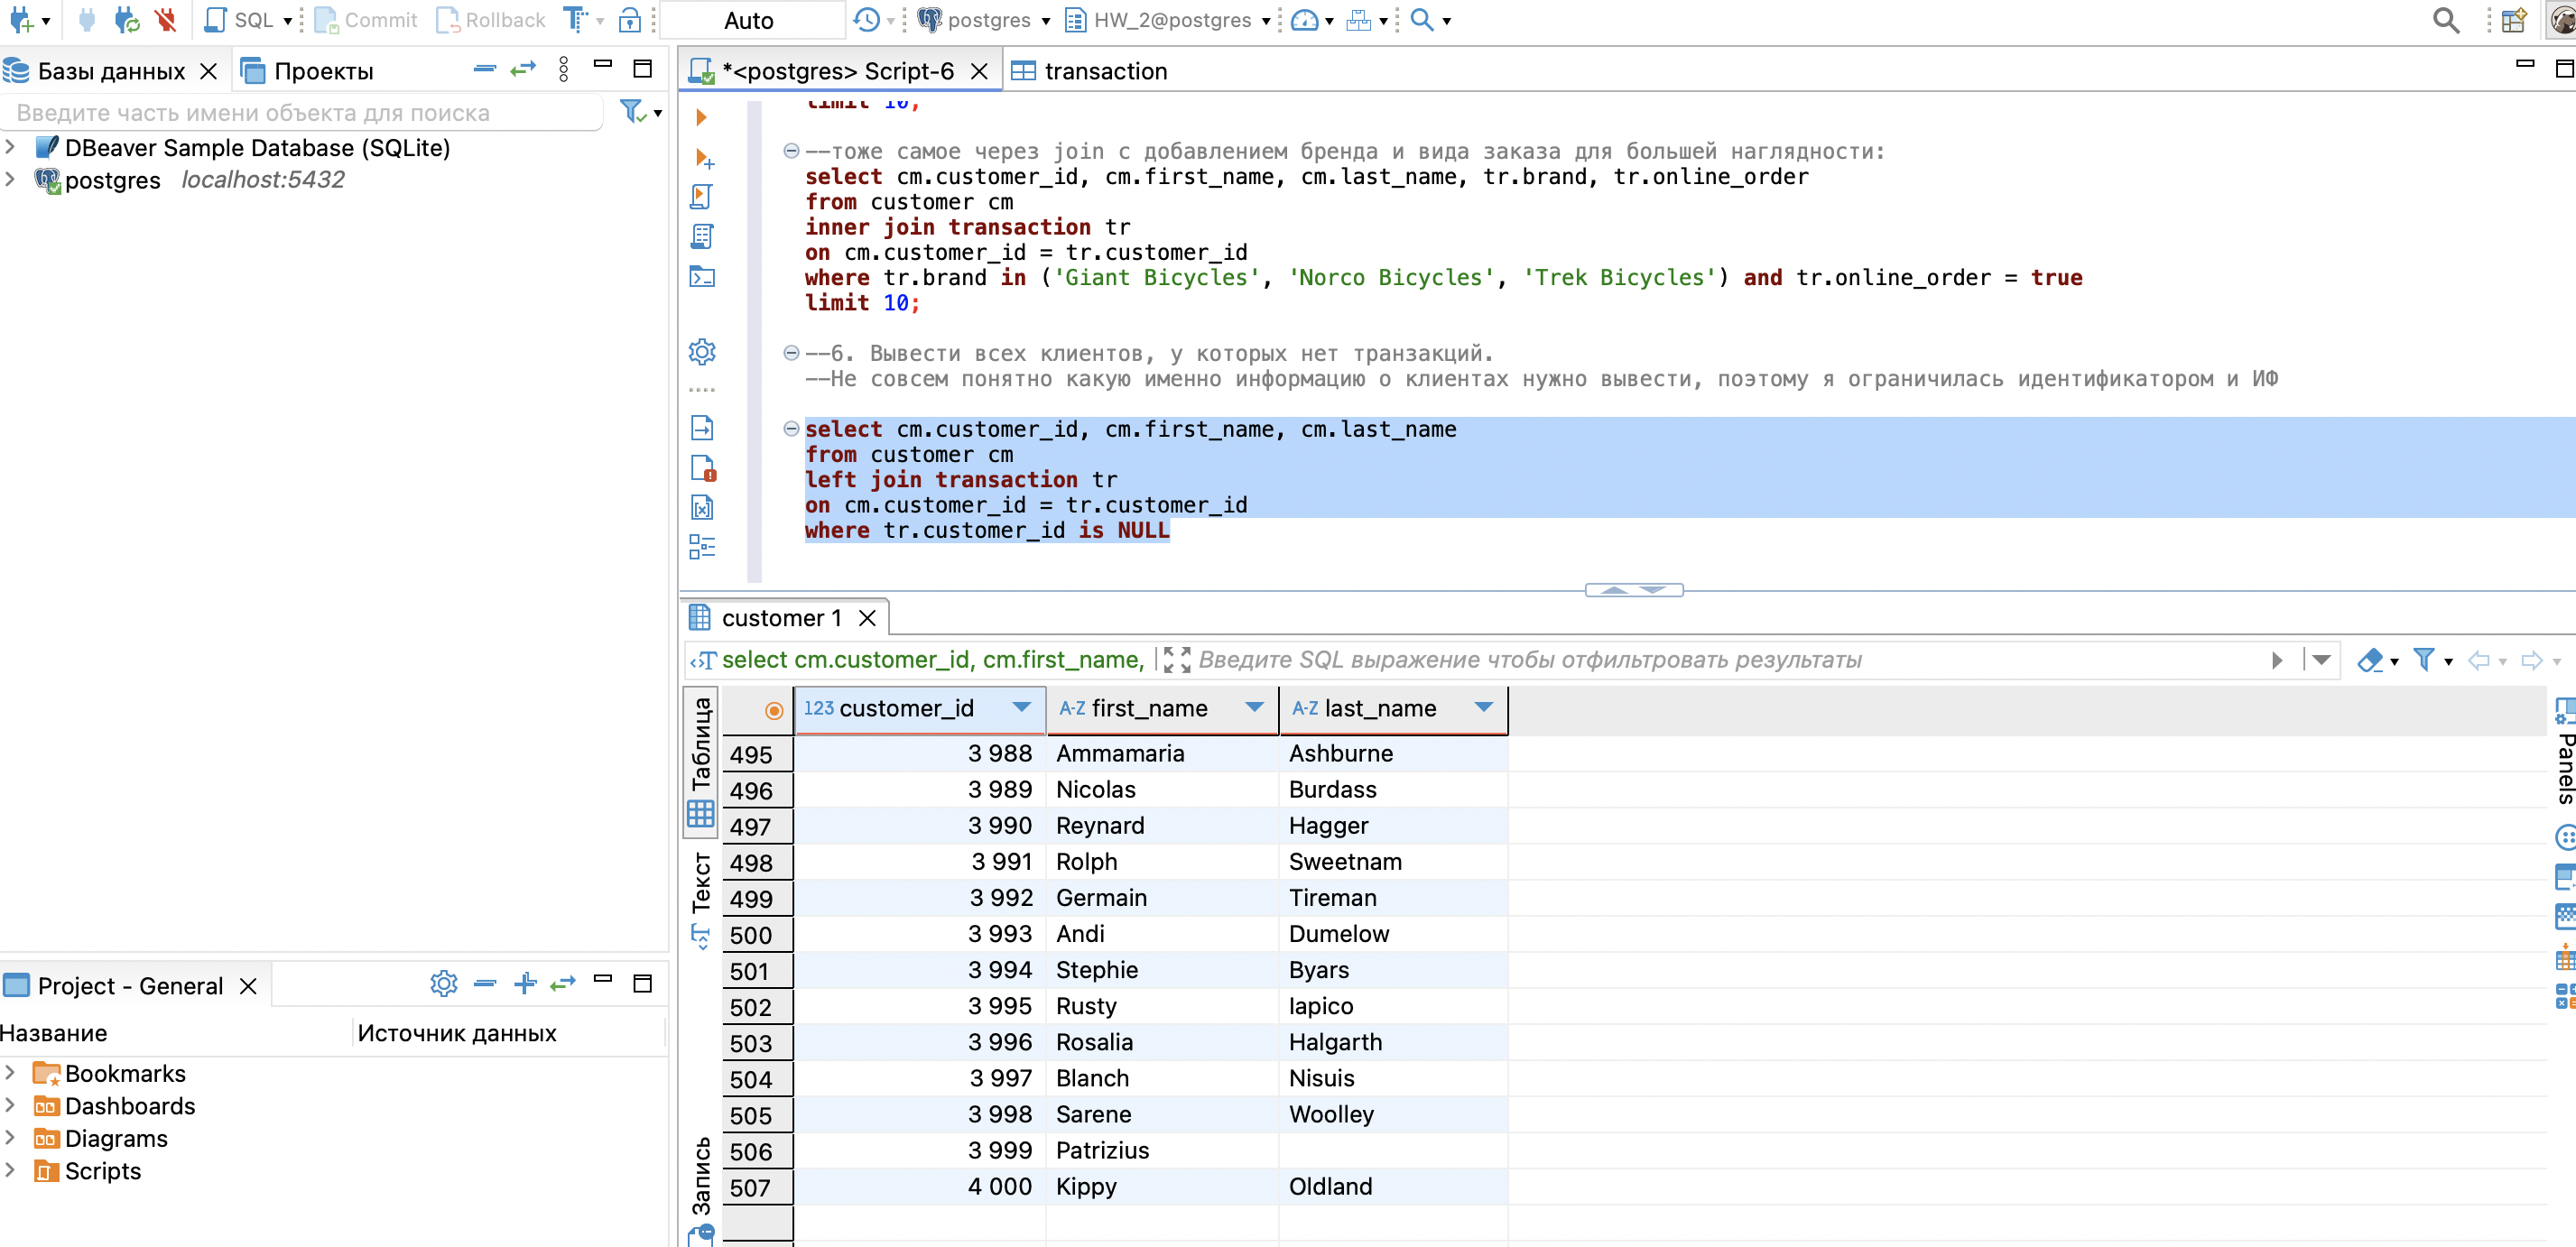 SQL Commit Rollback Auto postgres HW_2@postgres
Базы данных Проекты
Введите часть имени объекта для поиска
DBeaver Sample Database (SQLite)
postgres localhost:5432
*<postgres> Script-6 transaction
limit 10;
--тоже самое через join с добавлением бренда и вида заказа для большей наглядности:
select cm.customer_id, cm.first_name, cm.last_name, tr.brand, tr.online_order
from customer cm
inner join transaction tr
on cm.customer_id = tr.customer_id
where tr.brand in ('Giant Bicycles', 'Norco Bicycles', 'Trek Bicycles') and tr.online_order = true
limit 10;
--6. Вывести всех клиентов, у которых нет транзакций.
--Не совсем понятно какую именно информацию о клиентах нужно вывести, поэтому я ограничилась идентификатором и ИФ
select cm.customer_id, cm.first_name, cm.last_name
from customer cm
left join transaction tr
on cm.customer_id = tr.customer_id
where tr.customer_id is NULL
customer 1
select cm.customer_id, cm.first_name, Введите SQL выражение чтобы отфильтровать результаты
Таблица
Текст
Запись
123 customer_id A-Z first_name A-Z last_name
495 3 988 Ammamaria Ashburne
496 3 989 Nicolas Burdass
497 3 990 Reynard Hagger
498 3 991 Rolph Sweetnam
499 3 992 Germain Tireman
500 3 993 Andi Dumelow
501 3 994 Stephie Byars
502 3 995 Rusty Iapico
503 3 996 Rosalia Halgarth
504 3 997 Blanch Nisuis
505 3 998 Sarene Woolley
506 3 999 Patrizius
507 4 000 Kippy Oldland
Panels
Project - General
Название Источник данных
Bookmarks
Dashboards
Diagrams
Scripts